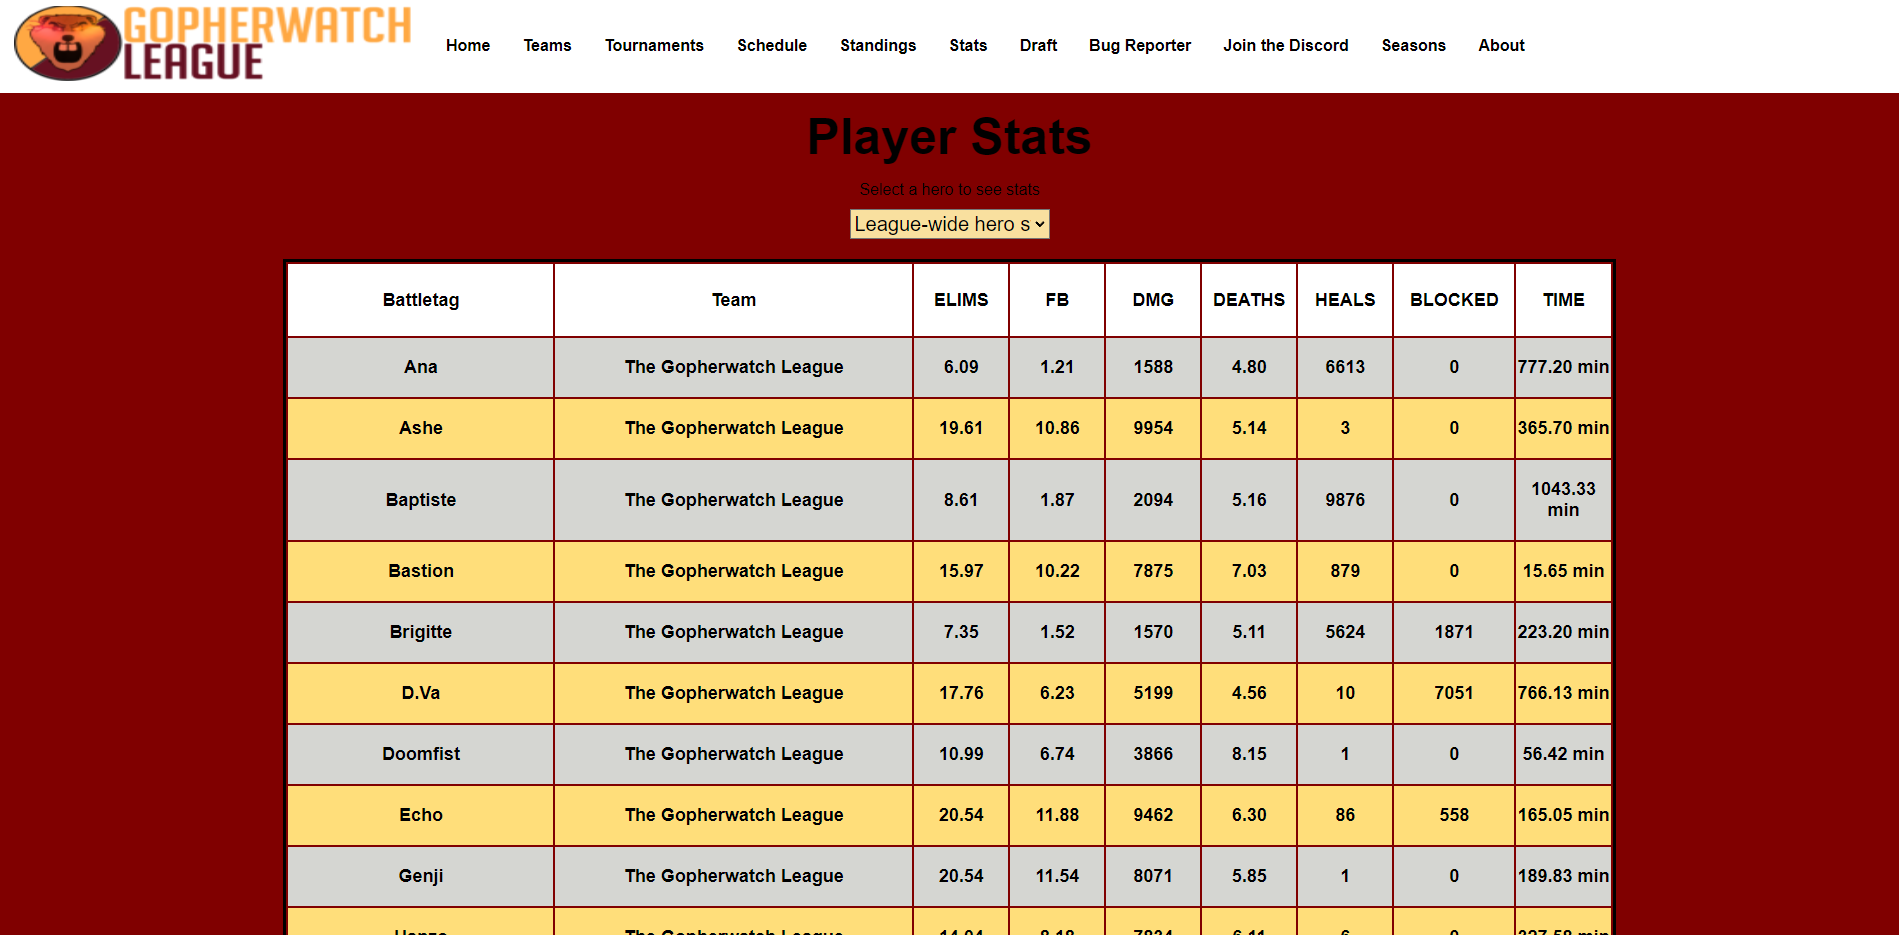 GOPHERWATCH
LEAGUE
Home Teams Tournaments Schedule Standings Stats Draft Bug Reporter Join the Discord Seasons About
Player Stats
Select a hero to see stats
League-wide hero s
Battletag Team ELIMS FB DMG DEATHS HEALS BLOCKED TIME
Ana The Gopherwatch League 6.09 1.21 1588 4.80 6613 0 777.20 min
Ashe The Gopherwatch League 19.61 10.86 9954 5.14 3 0 365.70 min
Baptiste The Gopherwatch League 8.61 1.87 2094 5.16 9876 0 1043.33
min
Bastion The Gopherwatch League 15.97 10.22 7875 7.03 879 0 15.65 min
Brigitte The Gopherwatch League 7.35 1.52 1570 5.11 5624 1871 223.20 min
D.Va The Gopherwatch League 17.76 6.23 5199 4.56 10 7051 766.13 min
Doomfist The Gopherwatch League 10.99 6.74 3866 8.15 1 0 56.42 min
Echo The Gopherwatch League 20.54 11.88 9462 6.30 86 558 165.05 min
Genji The Gopherwatch League 20.54 11.54 8071 5.85 1 0 189.83 min
Hanzo The Gopherwatch League